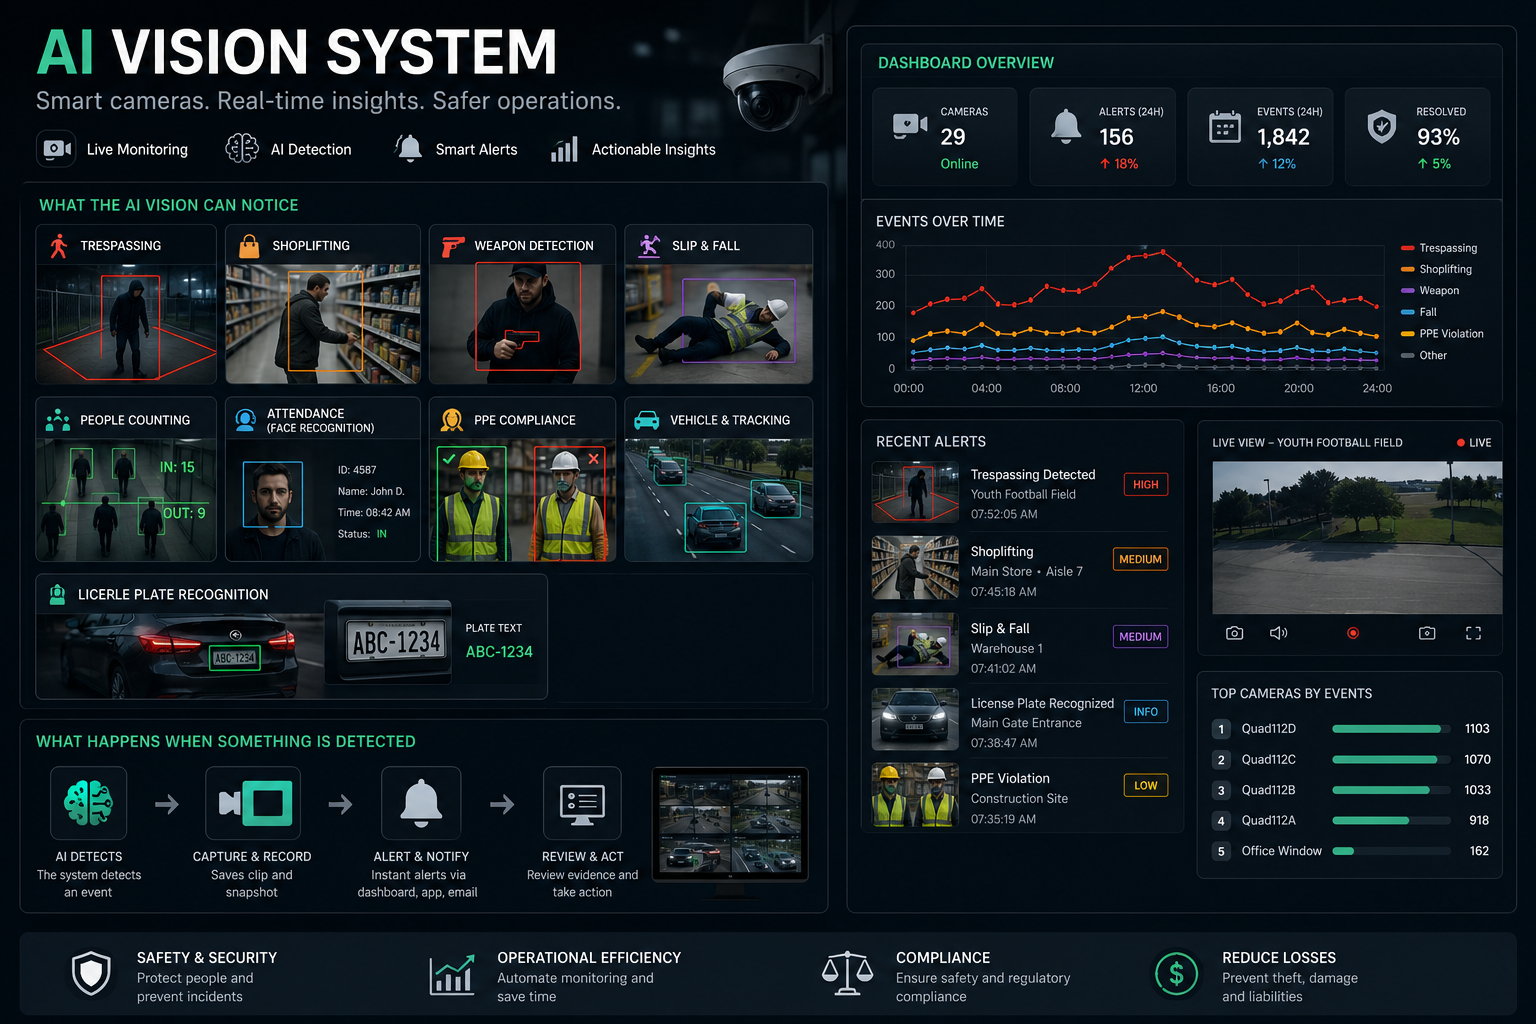 AI VISION SYSTEM
Smart cameras. Real-time insights. Safer operations.
Live Monitoring
AI Detection
Smart Alerts
Actionable Insights
WHAT THE AI VISION CAN NOTICE
TRESPASSING
SHOPLIFTING
WEAPON DETECTION
SLIP & FALL
PEOPLE COUNTING
IN: 15
OUT: 9
ATTENDANCE
(FACE RECOGNITION)
ID: 4587
Name: John D.
Time: 08:42 AM
Status: IN
PPE COMPLIANCE
VEHICLE & TRACKING
LICERLE PLATE RECOGNITION
ABC-1234
ABC-1234
PLATE TEXT
ABC-1234
WHAT HAPPENS WHEN SOMETHING IS DETECTED
AI DETECTS
The system detects
an event
CAPTURE & RECORD
Saves clip and
snapshot
ALERT & NOTIFY
Instant alerts via
dashboard, app, email
REVIEW & ACT
Review evidence and
take action
DASHBOARD OVERVIEW
CAMERAS
29
Online
ALERTS (24H)
156
↑ 18%
EVENTS (24H)
1,842
↑ 12%
RESOLVED
93%
↑ 5%
EVENTS OVER TIME
400
300
200
100
0
00:00
04:00
08:00
12:00
16:00
20:00
24:00
Trespassing
Shoplifting
Weapon
Fall
PPE Violation
Other
RECENT ALERTS
Trespassing Detected
Youth Football Field
07:52:05 AM
HIGH
Shoplifting
Main Store • Aisle 7
07:45:18 AM
MEDIUM
Slip & Fall
Warehouse 1
07:41:02 AM
MEDIUM
License Plate Recognized
Main Gate Entrance
07:38:47 AM
INFO
PPE Violation
Construction Site
07:35:19 AM
LOW
LIVE VIEW – YOUTH FOOTBALL FIELD
LIVE
TOP CAMERAS BY EVENTS
1 Quad112D 1103
2 Quad112C 1070
3 Quad112B 1033
4 Quad112A 918
5 Office Window 162
SAFETY & SECURITY
Protect people and
prevent incidents
OPERATIONAL EFFICIENCY
Automate monitoring and
save time
COMPLIANCE
Ensure safety and regulatory
compliance
REDUCE LOSSES
Prevent theft, damage
and liabilities